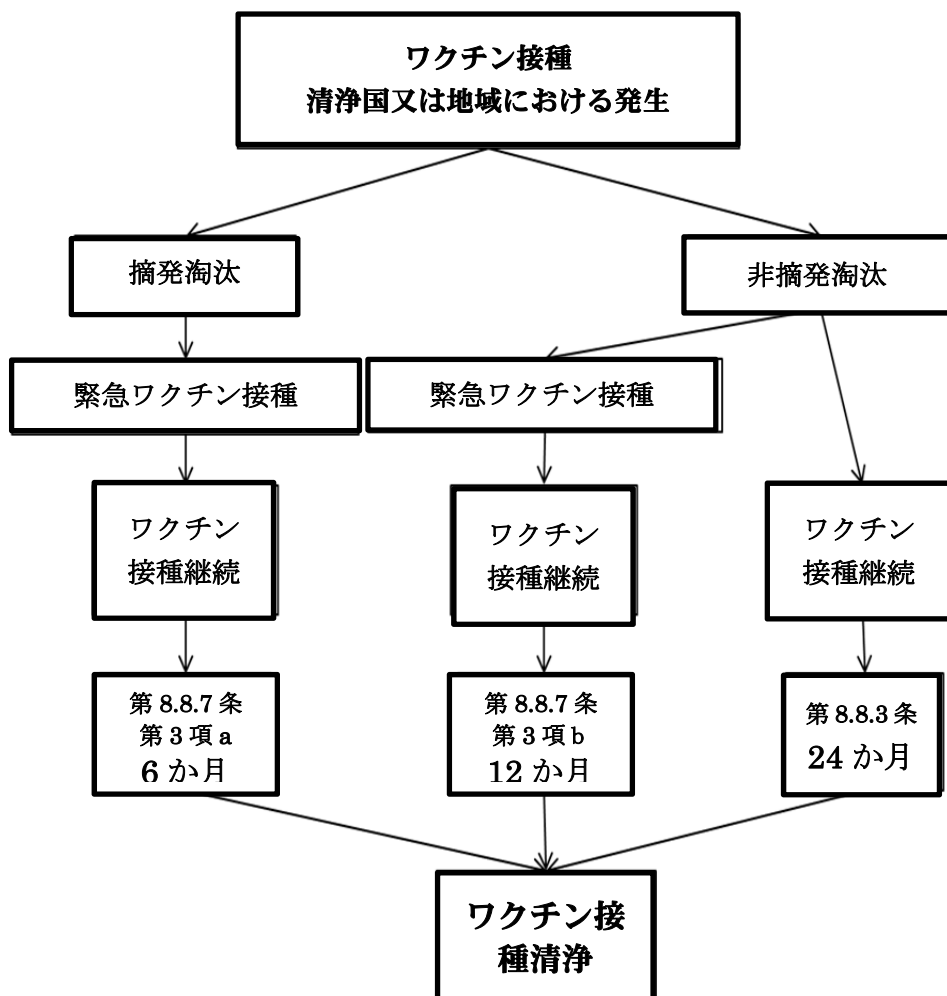 ワクチン接種
清浄国又は地域における発生
摘発淘汰
非摘発淘汰
緊急ワクチン接種
緊急ワクチン接種
ワクチン
接種継続
ワクチン
接種継続
ワクチン
接種継続
第 8.8.7 条
第 3 項 a
6 か月
第 8.8.7 条
第 3 項 b
12 か月
第 8.8.3 条
24 か月
ワクチン接
種清浄